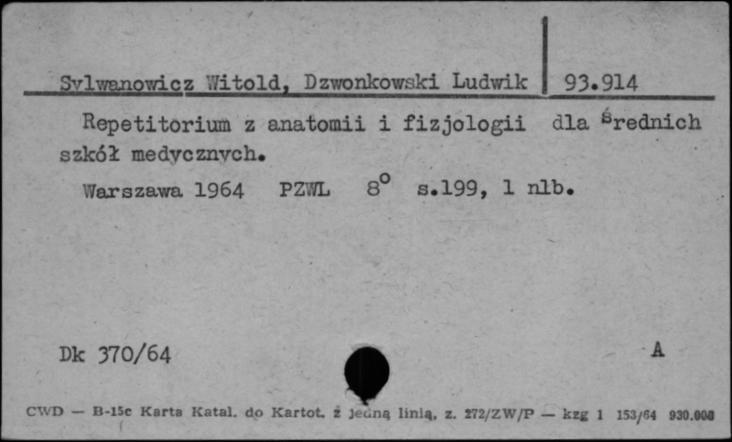 Sylwanowicz Witold, Dzwonkowski Ludwik 93.914
Repetitorium z anatomii i fizjologii dla średnich
szkół medycznych.
Warszawa 1964 PZWL 8° s.199, 1 nlb.
Dk 370/64 A
CWD — B-15c Karta Katal. do Kartot. z jedną linią, z. 272/ZW/P — kzg 1 153/64 930.000